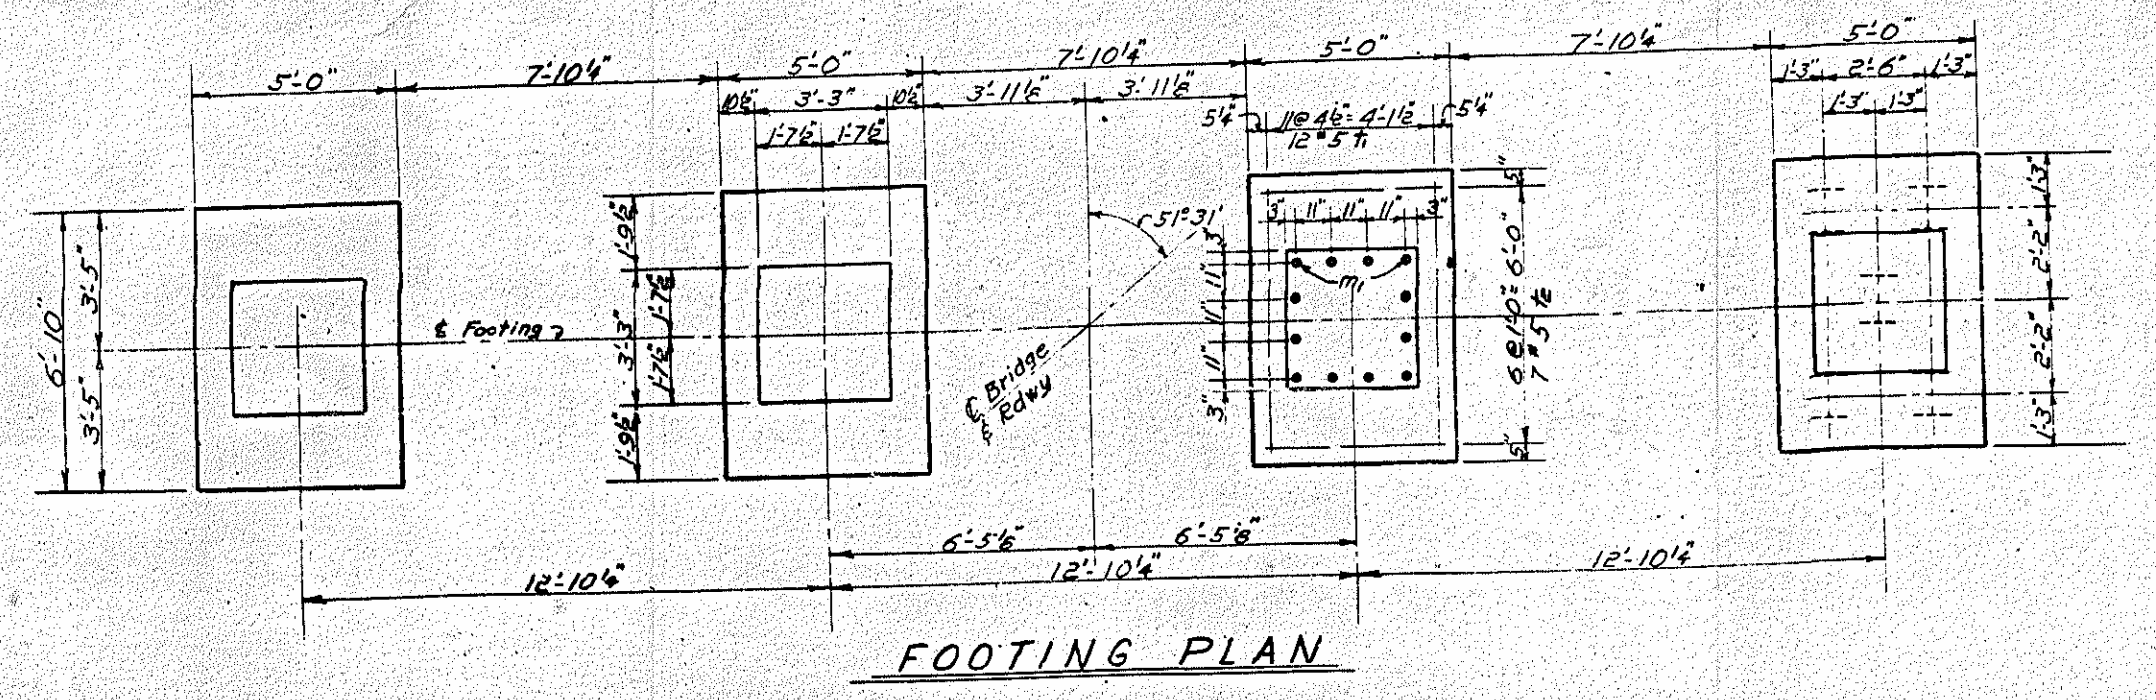 5'-0" 7'-10¼" 5'-0" 7'-10¼" 5'-0" 7'-10¼" 5'-0"
10½" 3'-3" 10½" 3'-11⅛" 3'-11⅛" 1'-3" 2'-6" 1'-3"
1'-7½" 1'-7½" 5¼" 11@4½"=4'-1½" 5¼" 1'-3" 1'-3"
12 #5 t₁
51°31'
5"
3" 11" 11" 11" 3"
6'-10"
3'-5"
3'-5"
1'-9½"
3'-3"
1'-9½"
1'-7½"
1'-7½"
℄ Footing
℄ Bridge
& Rdwy
3"
11"
11"
11"
3"
m₁
6@1'-0"=6'-0"
7 #5 t₂
5"
1'-3"
2'-2"
2'-2"
1'-3"
6'-5⅛" 6'-5⅛"
12'-10¼" 12'-10¼" 12'-10¼"
FOOTING PLAN